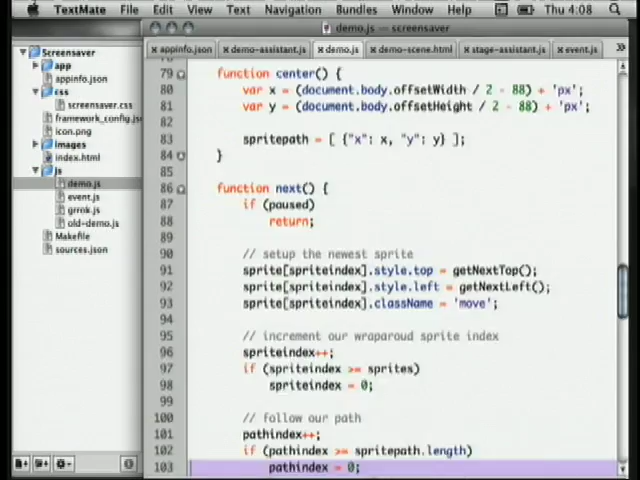 TextMate File Edit View Text Navigation Bundles Window Help Thu 4:08
demo.js — screensaver
appinfo.json demo-assistant.js demo.js demo-scene.html stage-assistant.js event.js »
Screensaver
app
appinfo.json
css
screensaver.css
framework_config.js
icon.png
images
index.html
js
demo.js
event.js
grrok.js
old-demo.js
Makefile
sources.json
78
79 function center() {
80 var x = (document.body.offsetWidth / 2 - 88) + 'px';
81 var y = (document.body.offsetHeight / 2 - 88) + 'px';
82
83 spritepath = [ {"x": x, "y": y} ];
84 }
85
86 function next() {
87 if (paused)
88 return;
89
90 // setup the newest sprite
91 sprite[spriteindex].style.top = getNextTop();
92 sprite[spriteindex].style.left = getNextLeft();
93 sprite[spriteindex].className = 'move';
94
95 // increment our wraparoud sprite index
96 spriteindex++;
97 if (spriteindex >= sprites)
98 spriteindex = 0;
99
100 // follow our path
101 pathindex++;
102 if (pathindex >= spritepath.length)
103 pathindex = 0;